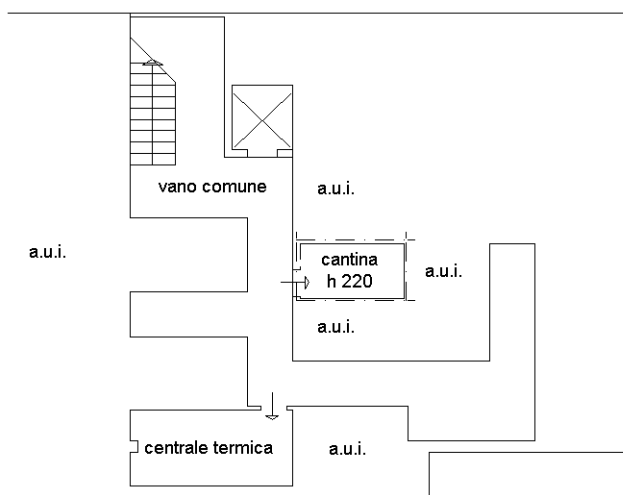 vano comune
a.u.i.
a.u.i.
cantina
h 220
a.u.i.
a.u.i.
centrale termica
a.u.i.